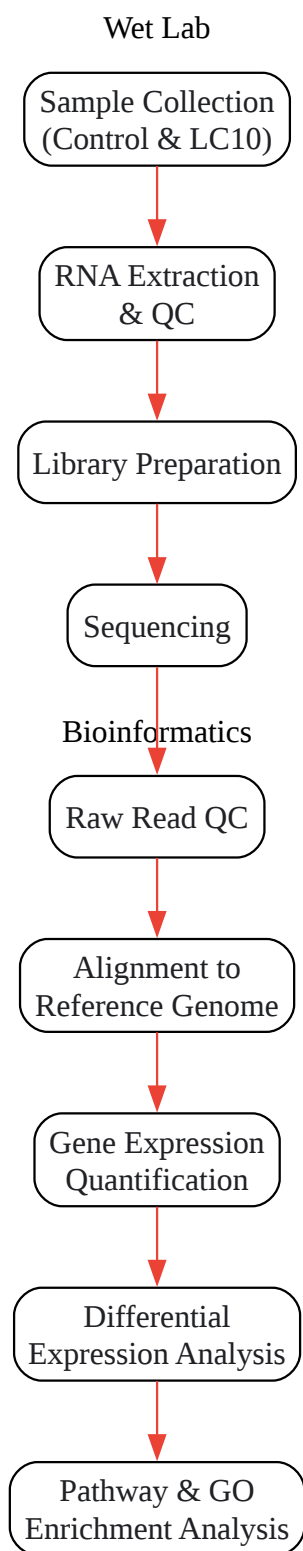 Wet Lab
Sample Collection
(Control & LC10)
RNA Extraction
& QC
Library Preparation
Sequencing
Bioinformatics
Raw Read QC
Alignment to
Reference Genome
Gene Expression
Quantification
Differential
Expression Analysis
Pathway & GO
Enrichment Analysis